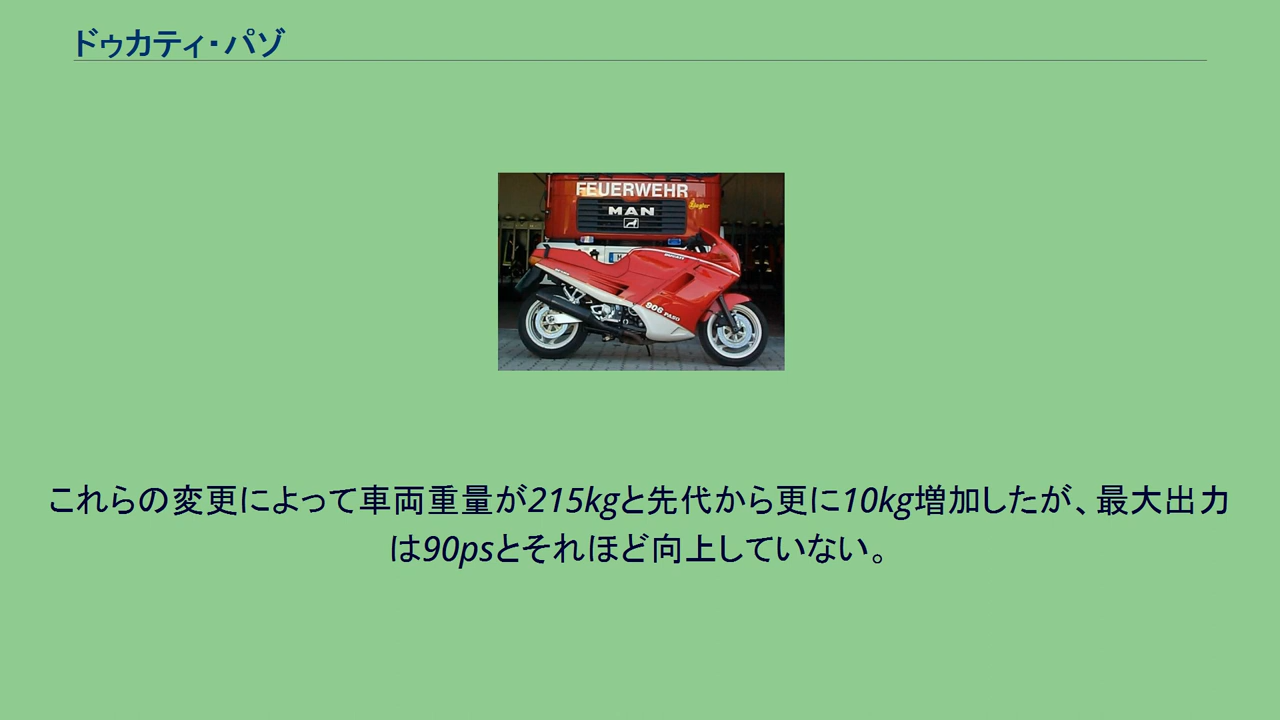 ドゥカティ・パゾ
FEUERWEHR
MAN
Ziegler
DUCATI
906 PASO
これらの変更によって車両重量が215kgと先代から更に10kg増加したが、最大出力
は90psとそれほど向上していない。